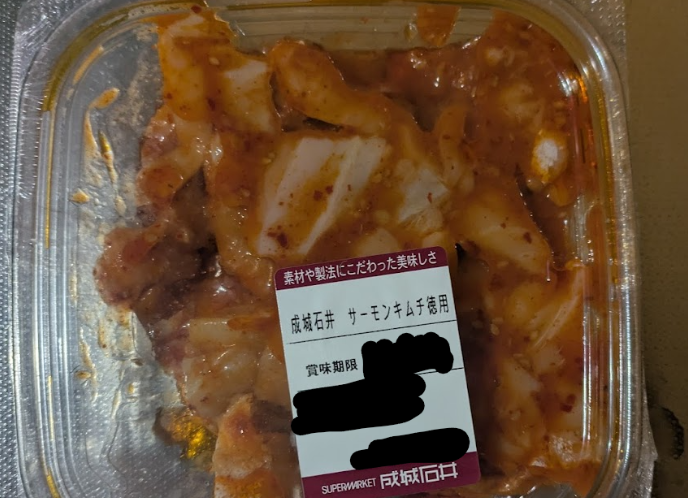 素材や製法にこだわった美味しさ
成城石井 サーモンキムチ徳用
賞味期限
SUPERMARKET 成城石井